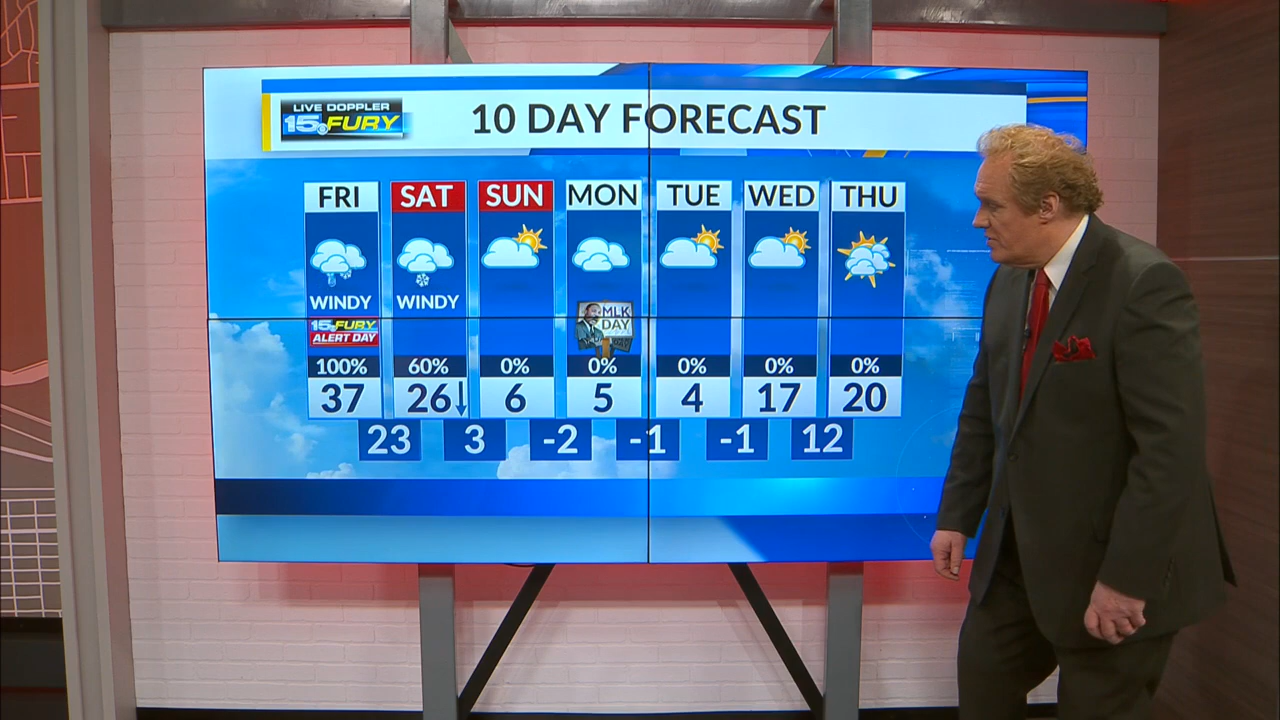 LIVE DOPPLER
15 FURY
10 DAY FORECAST
FRI SAT SUN MON TUE WED THU
WINDY WINDY
15 FURY
ALERT DAY
MLK
DAY
100% 60% 0% 0% 0% 0% 0%
37 26 6 5 4 17 20
23 3 -2 -1 -1 12